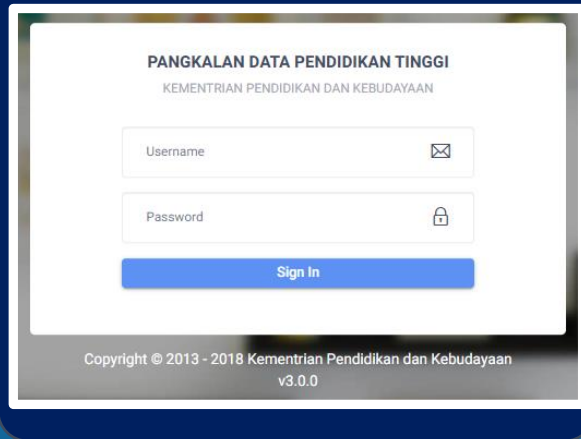 PANGKALAN DATA PENDIDIKAN TINGGI
KEMENTRIAN PENDIDIKAN DAN KEBUDAYAAN
Username
Password
Sign In
Copyright © 2013 - 2018 Kementrian Pendidikan dan Kebudayaan
v3.0.0